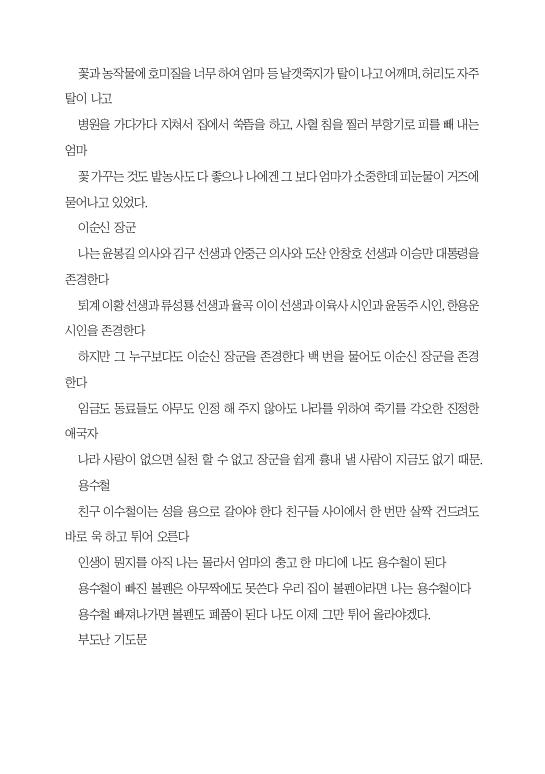 꽃과 농작물에 호미질을 너무 하여 엄마 등 날갯죽지가 탈이 나고 어깨며, 허리도 자주
탈이 나고
병원을 가다가다 지쳐서 집에서 쑥뜸을 하고, 사혈 침을 찔러 부항기로 피를 빼 내는
엄마
꽃 가꾸는 것도 밭농사도 다 좋으나 나에겐 그 보다 엄마가 소중한데 피눈물이 거즈에
묻어나고 있었다.
이순신 장군
나는 윤봉길 의사와 김구 선생과 안중근 의사와 도산 안창호 선생과 이승만 대통령을
존경한다
퇴계 이황 선생과 류성룡 선생과 율곡 이이 선생과 이육사 시인과 윤동주 시인, 한용운
시인을 존경한다
하지만 그 누구보다도 이순신 장군을 존경한다 백 번을 물어도 이순신 장군을 존경
한다
임금도 동료들도 아무도 인정 해 주지 않아도 나라를 위하여 죽기를 각오한 진정한
애국자
나라 사랑이 없으면 실천 할 수 없고 장군을 쉽게 흉내 낼 사람이 지금도 없기 때문.
용수철
친구 이수철이는 성을 용으로 갈아야 한다 친구들 사이에서 한 번만 살짝 건드려도
바로 욱 하고 튀어 오른다
인생이 뭔지를 아직 나는 몰라서 엄마의 충고 한 마디에 나도 용수철이 된다
용수철이 빠진 볼펜은 아무짝에도 못쓴다 우리 집이 볼펜이라면 나는 용수철이다
용수철 빠져나가면 볼펜도 폐품이 된다 나도 이제 그만 튀어 올라야겠다.
부도난 기도문